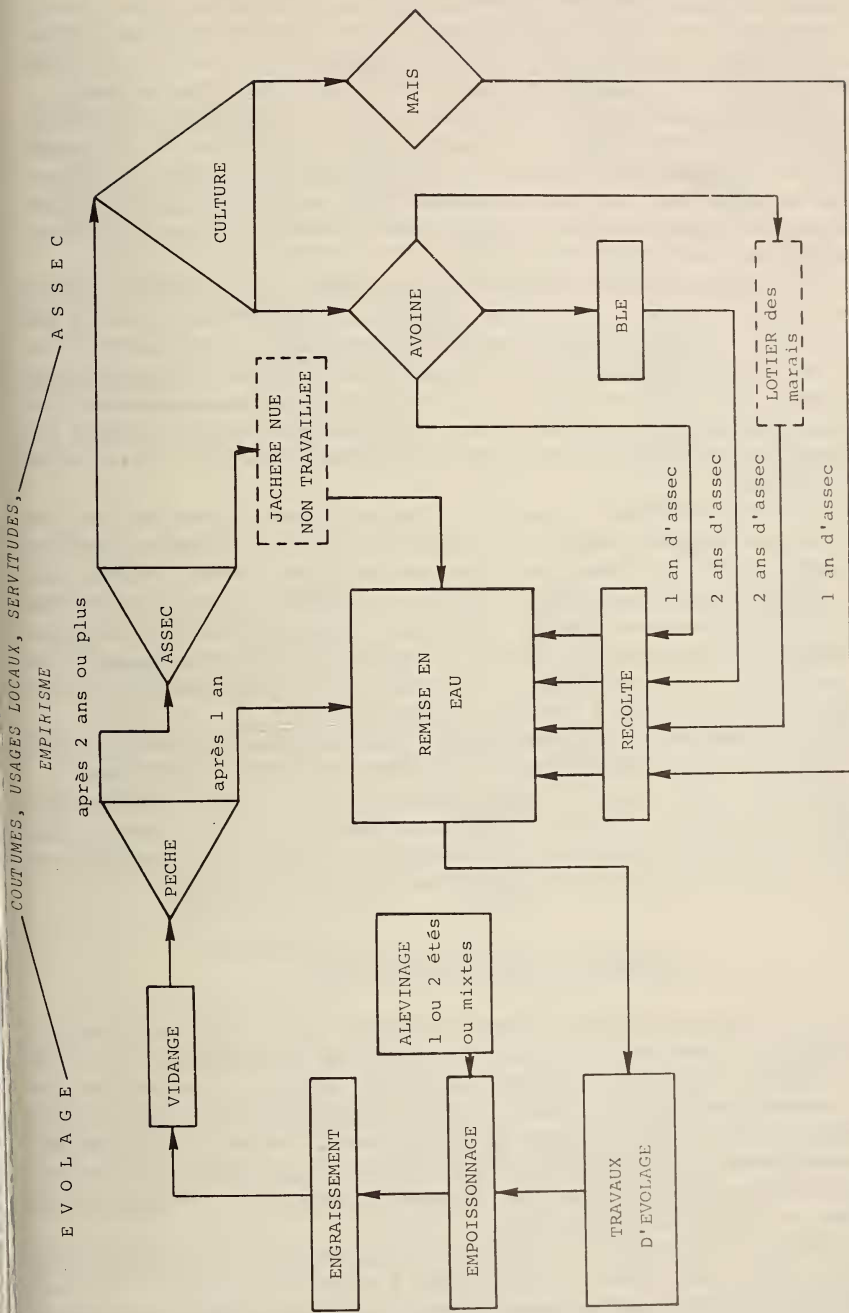 COUTUMES, USAGES LOCAUX, SERVITUDES,
EMPIRISME
E V O L A G E
A S S E C
VIDANGE
PECHE
après 2 ans ou plus
après 1 an
ASSEC
CULTURE
JACHERE NUE
NON TRAVAILLEE
AVOINE
MAIS
BLE
LOTIER des
marais
1 an d'assec
2 ans d'assec
2 ans d'assec
1 an d'assec
RECOLTE
REMISE EN
EAU
ALEVINAGE
1 ou 2 étés
ou mixtes
ENGRAISSEMENT
EMPOISSONNAGE
TRAVAUX
D'EVOLAGE